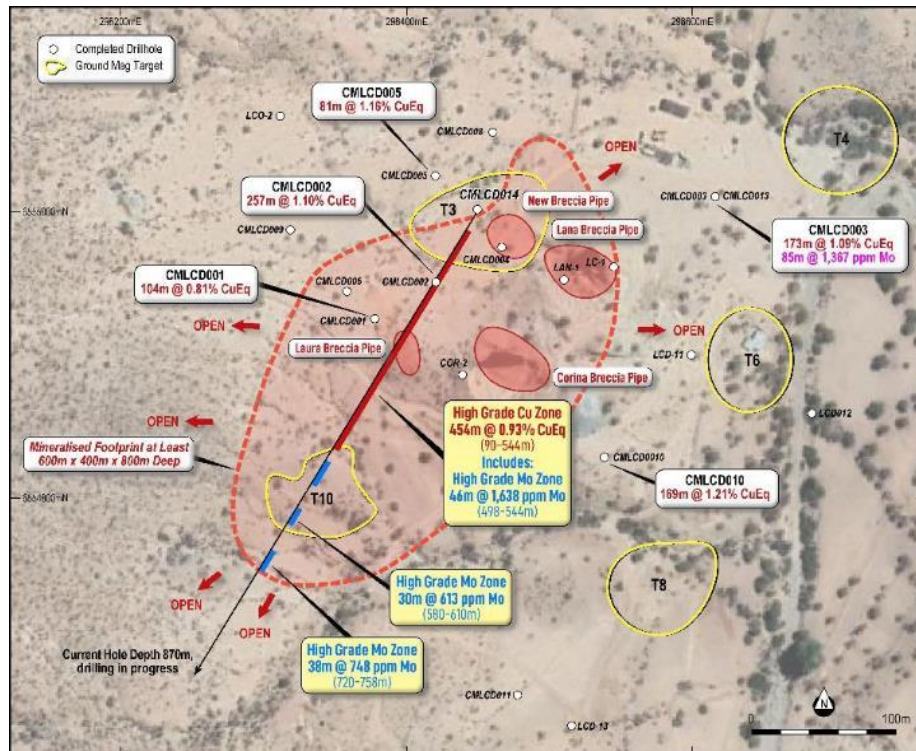 296200mE
298400mE
298600mE
Completed Drillhole
Ground Mag Target
CMLCD005
81m @ 1.16% CuEq
LCO-2
CMLCD008
OPEN
T4
CMLCD005
CMLCD002
257m @ 1.10% CuEq
CMLCD014
T3
New Breccia Pipe
CMLCD003
CMLCD013
6555000mN
Lana Breccia Pipe
CMLCD003
173m @ 1.09% CuEq
85m @ 1,367 ppm Mo
CMLCD009
CMLCD004
CMLCD001
104m @ 0.81% CuEq
CMLCD006
CMLCD002
LAN-1
LC-1
OPEN
CMLCD001
OPEN
Laura Breccia Pipe
LCD-11
T6
COR-2
Corina Breccia Pipe
OPEN
High Grade Cu Zone
454m @ 0.93% CuEq
(90-544m)
Includes:
High Grade Mo Zone
46m @ 1,638 ppm Mo
(498-544m)
LCD012
Mineralised Footprint at Least
600m x 400m x 800m Deep
CMLCD0010
CMLCD010
169m @ 1.21% CuEq
6554800mN
T10
High Grade Mo Zone
30m @ 613 ppm Mo
(580-610m)
T8
OPEN
OPEN
Current Hole Depth 870m,
drilling in progress
High Grade Mo Zone
38m @ 748 ppm Mo
(720-758m)
CMLCD011
LCD-13
N
100m